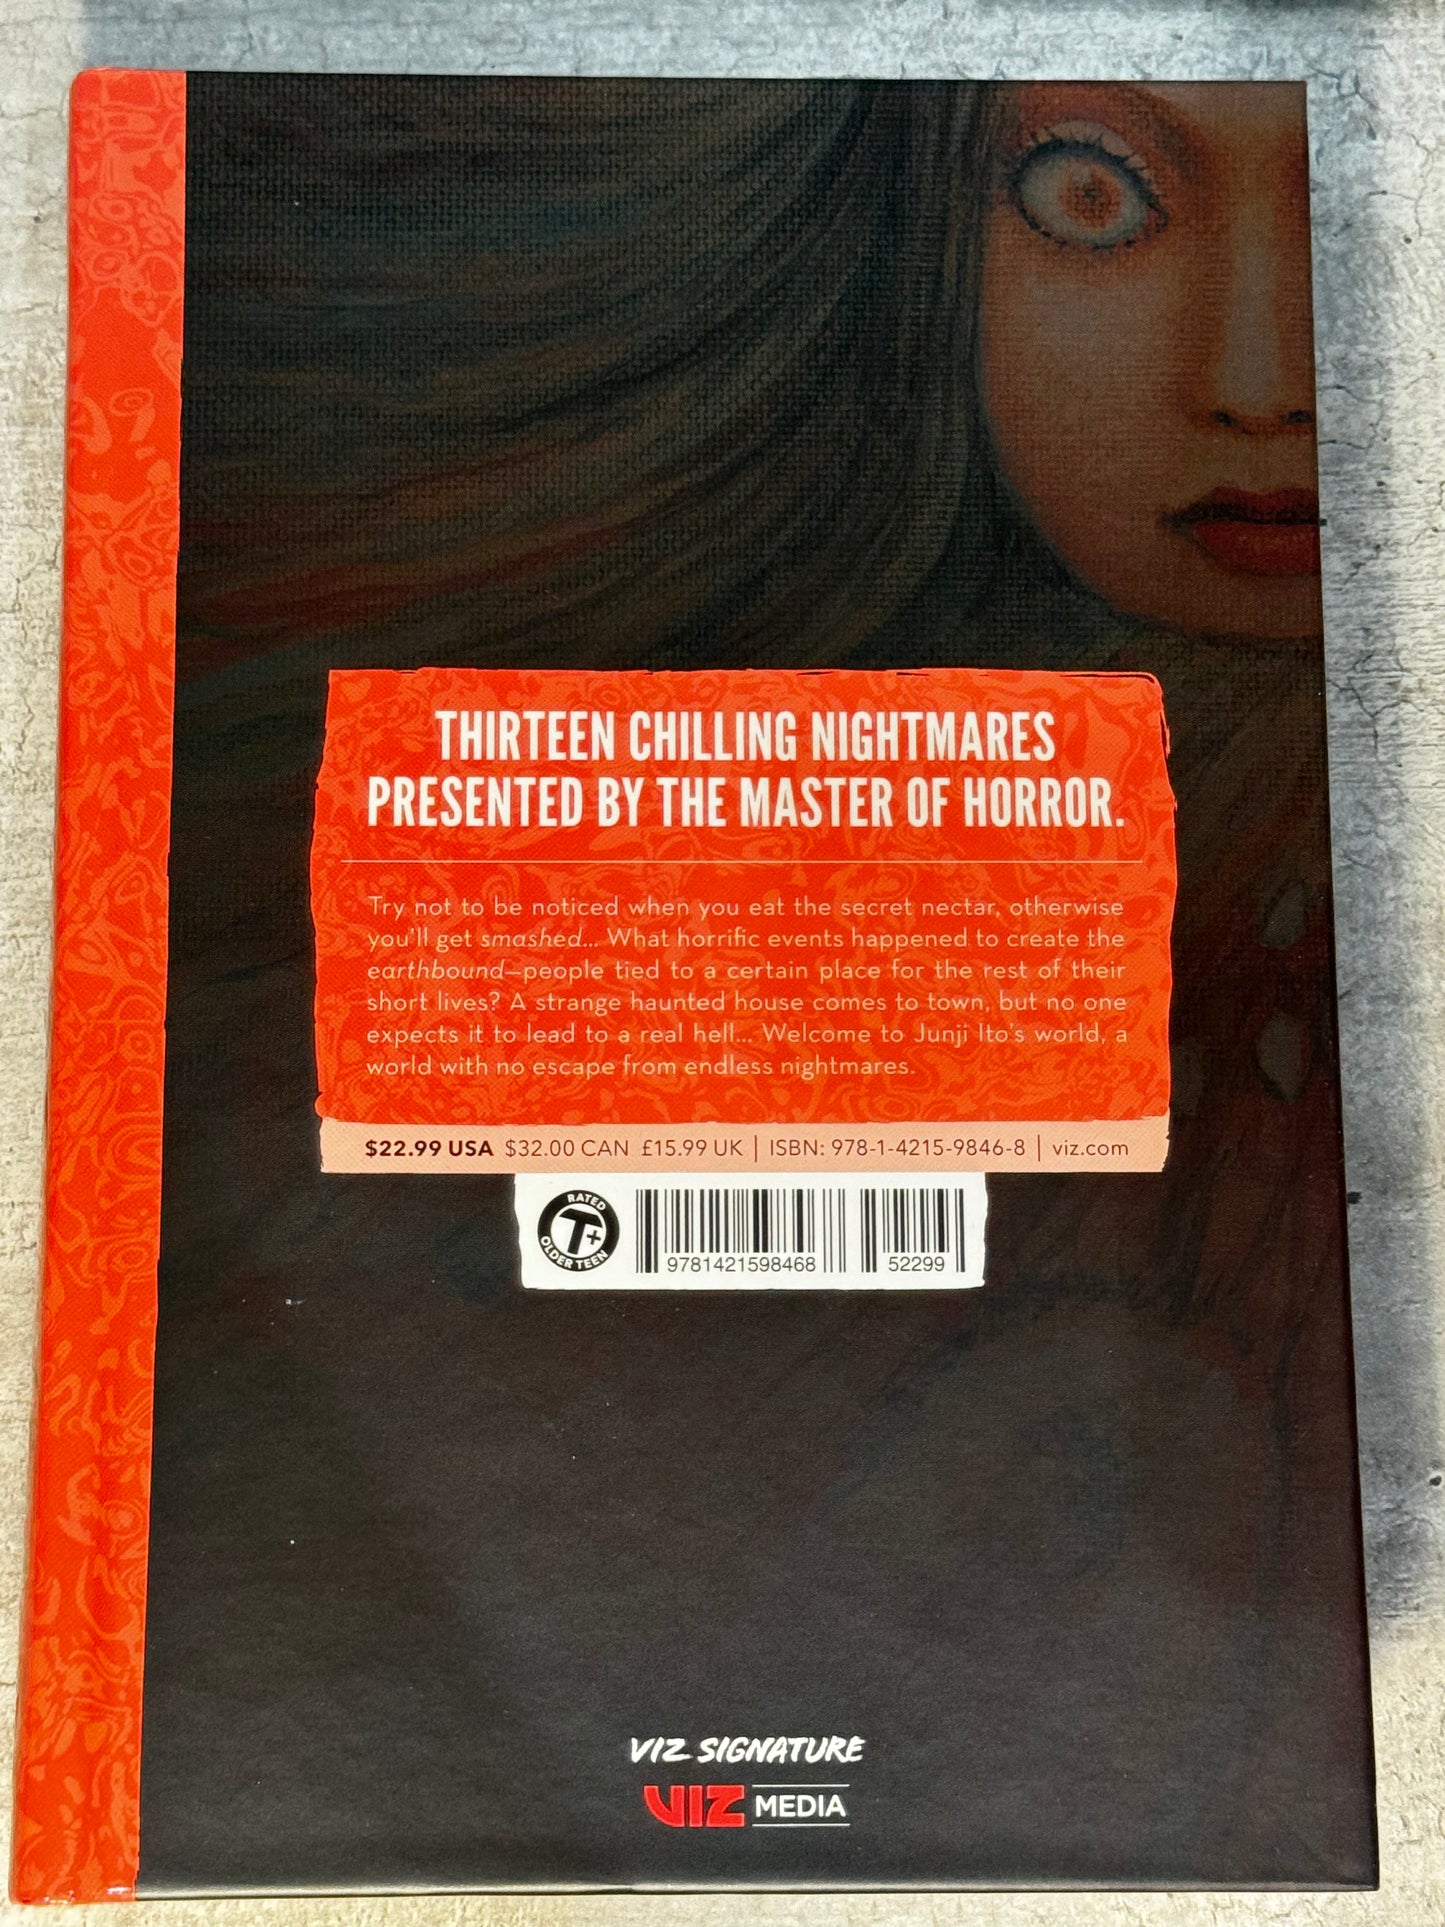 THIRTEEN CHILLING NIGHTMARES
PRESENTED BY THE MASTER OF HORROR.
Try not to be noticed when you eat the secret nectar, otherwise
you'll get smashed... What horrific events happened to create the
earthbound—people tied to a certain place for the rest of their
short lives? A strange haunted house comes to town, but no one
expects it to lead to a real hell... Welcome to Junji Ito's world, a
world with no escape from endless nightmares.
$22.99 USA $32.00 CAN £15.99 UK | ISBN: 978-1-4215-9846-8 | viz.com
RATED
T+
OLDER TEEN
9781421598468 52299
VIZ SIGNATURE
VIZ MEDIA